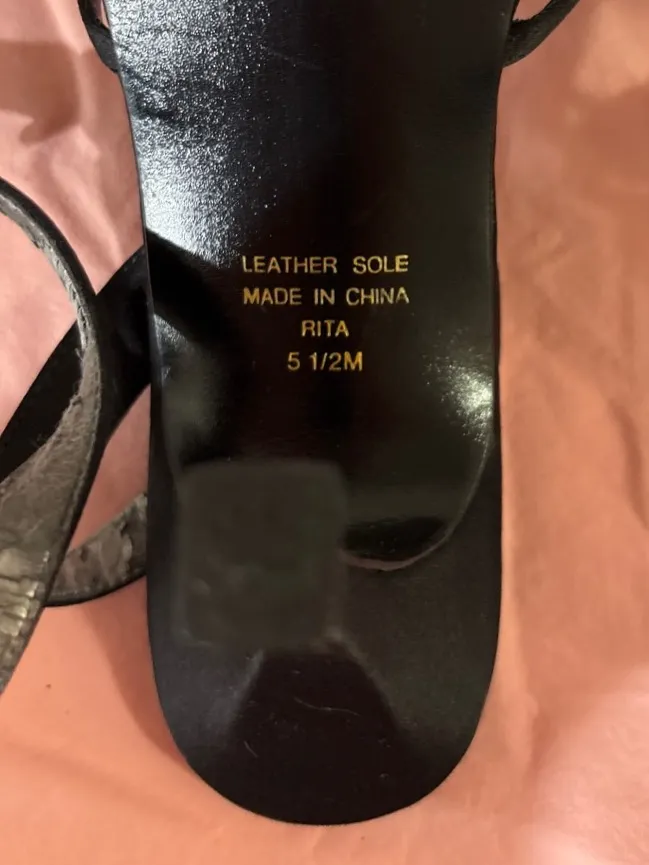 LEATHER SOLE
MADE IN CHINA
RITA
5 1/2M